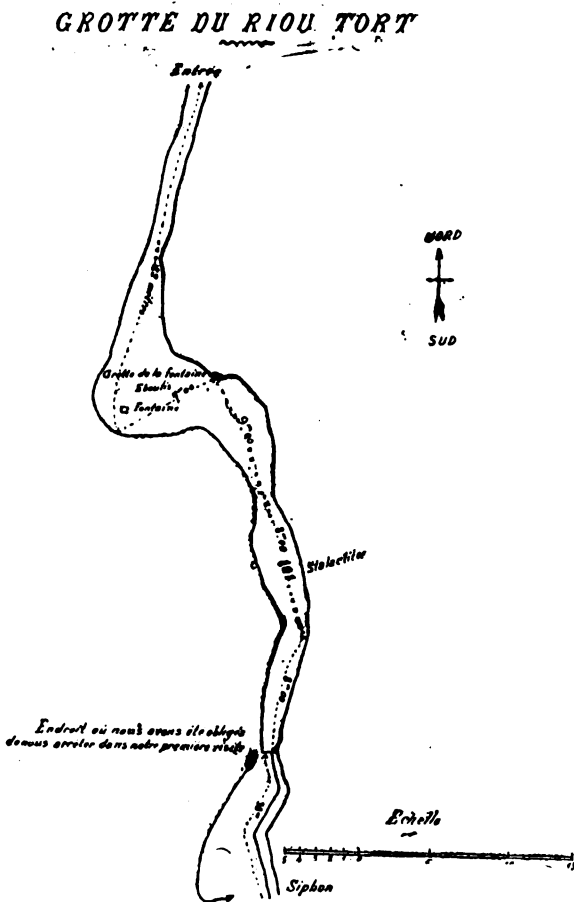 GROTTE DU RIOU TORT
Entrée
NORD
SUD
Grotte de la Fontaine
Eboulis
Fontaine
Stalactites
Endroit où nous avons été obligés
de nous arrêter dans notre première visite
Echelle
Siphon